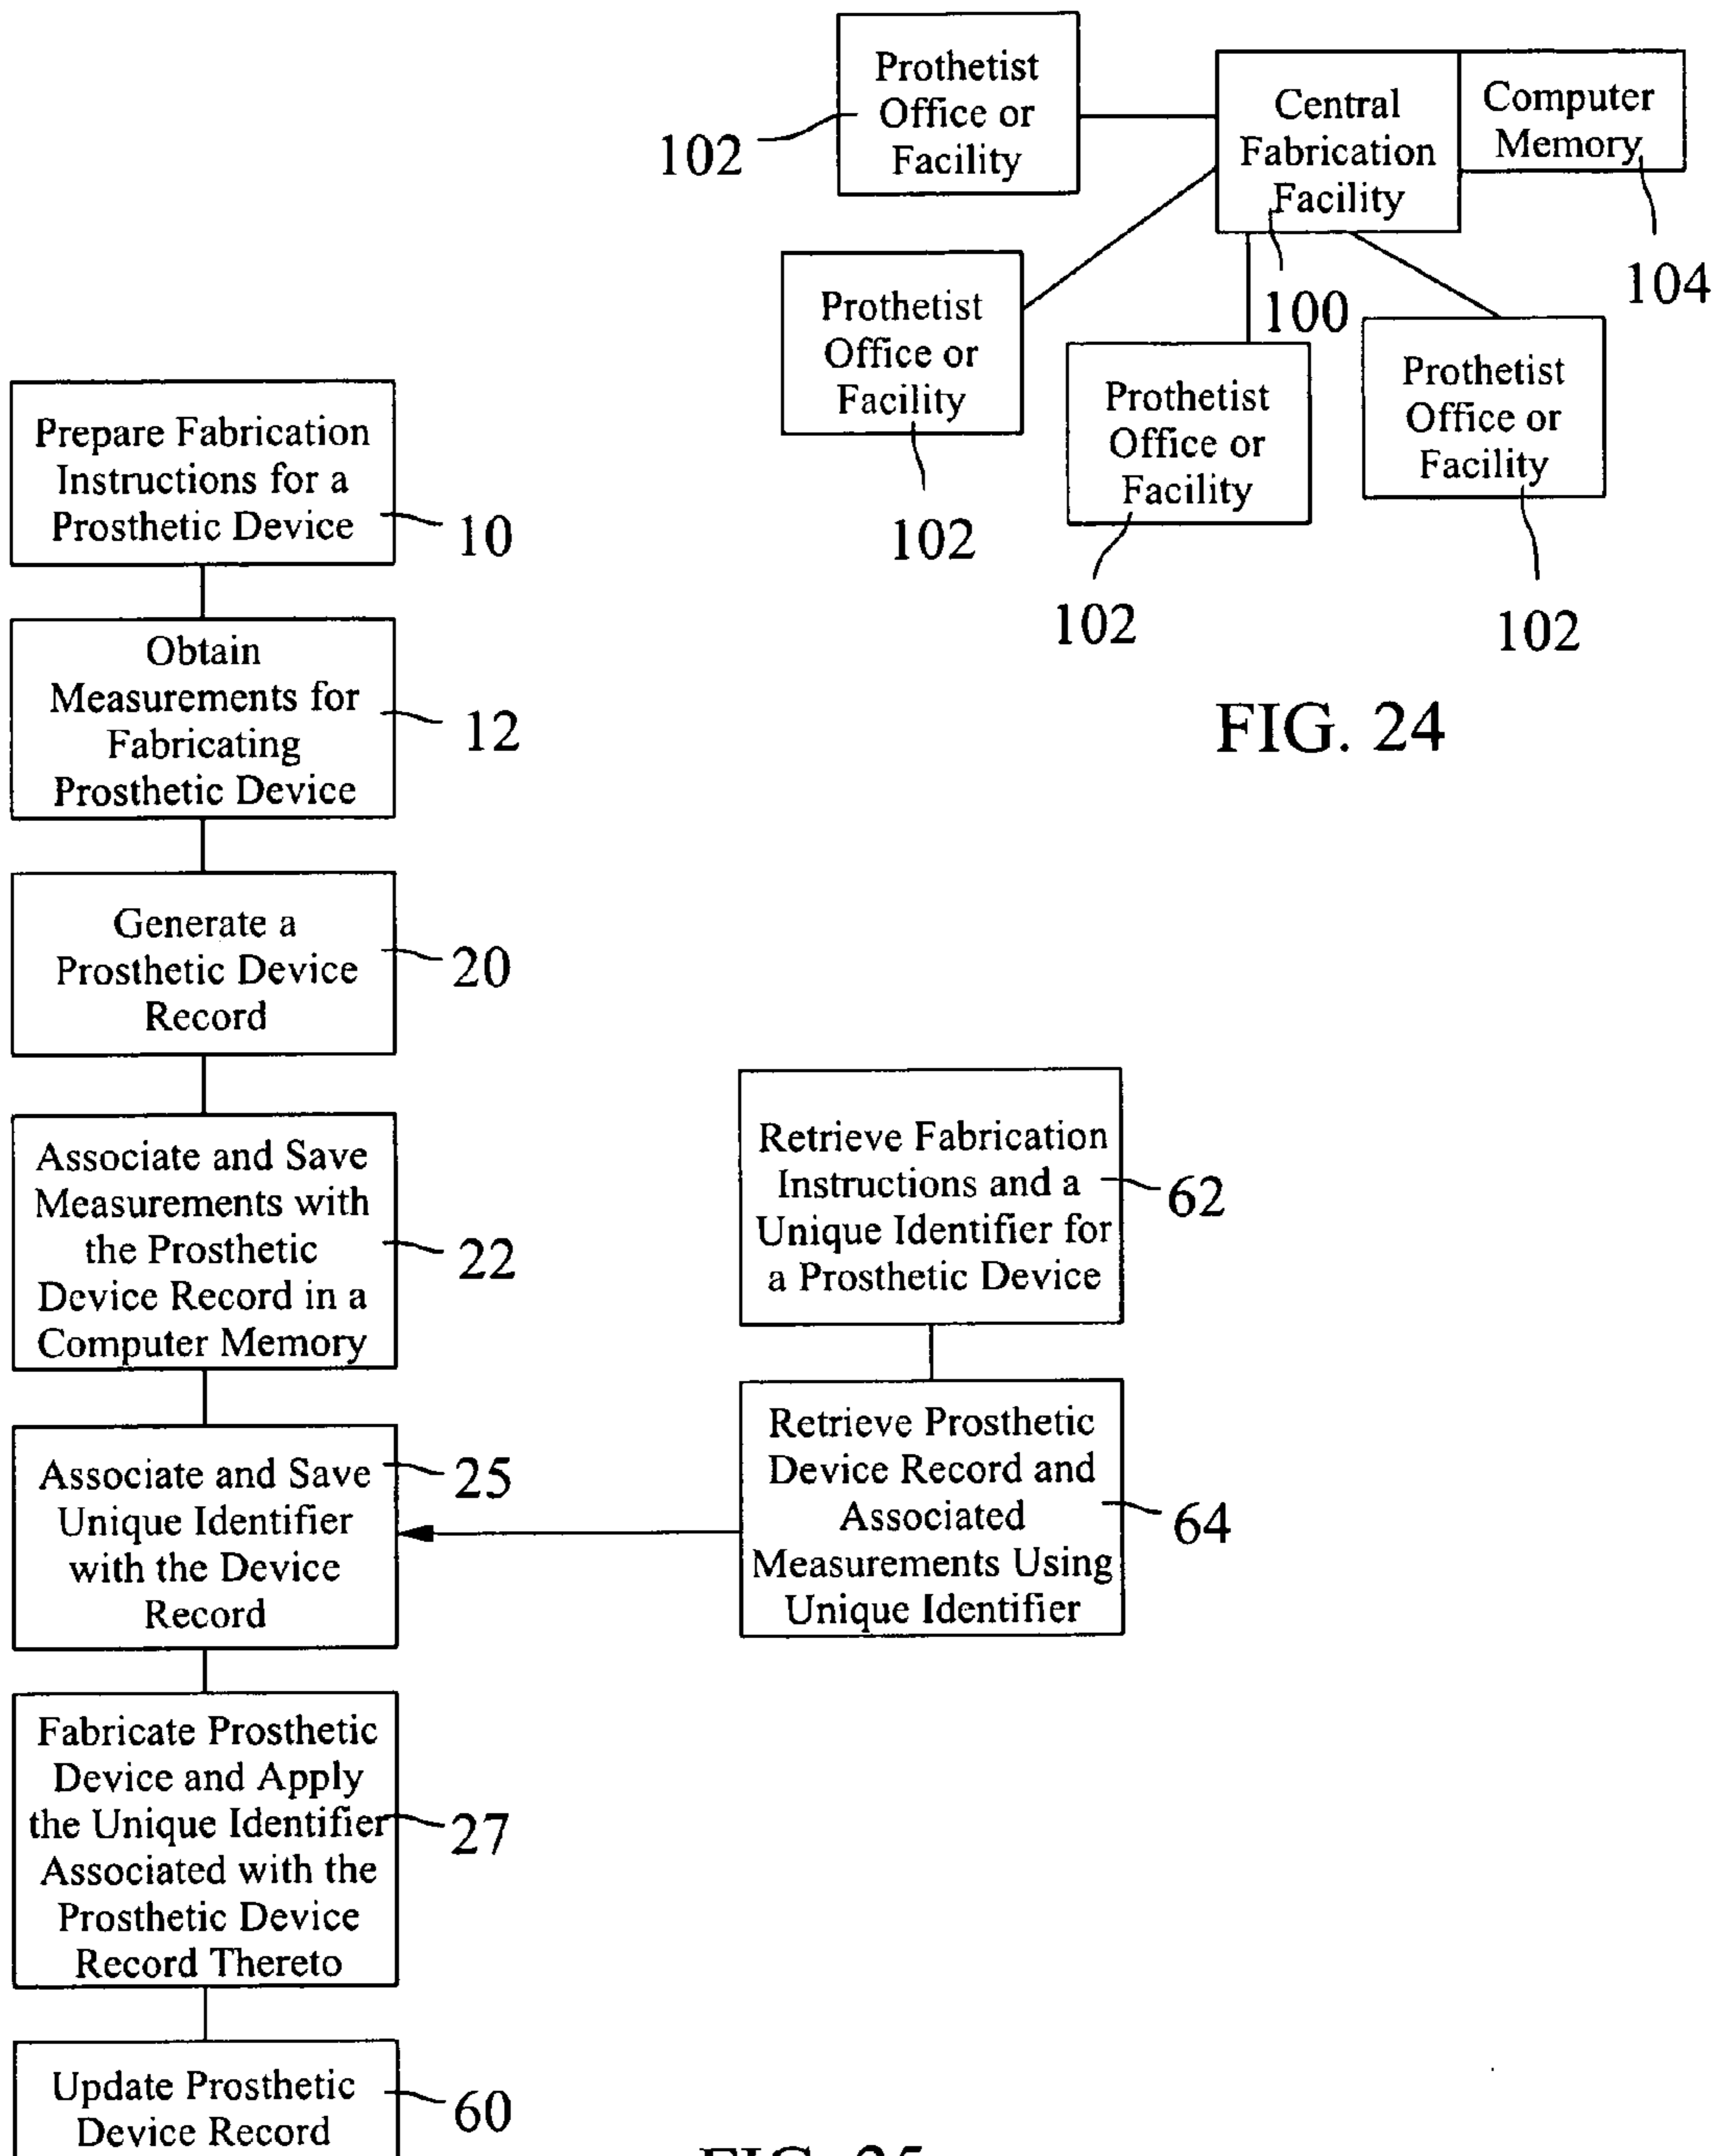 Prothetist
Office or
Facility
102
Central
Fabrication
Facility
100
Computer
Memory
104
Prothetist
Office or
Facility
102
Prothetist
Office or
Facility
102
Prothetist
Office or
Facility
102
FIG. 24
Prepare Fabrication
Instructions for a
Prosthetic Device
10
Obtain
Measurements for
Fabricating
Prosthetic Device
12
Generate a
Prosthetic Device
Record
20
Associate and Save
Measurements with
the Prosthetic
Device Record in a
Computer Memory
22
Associate and Save
Unique Identifier
with the Device
Record
25
Fabricate Prosthetic
Device and Apply
the Unique Identifier
Associated with the
Prosthetic Device
Record Thereto
27
Update Prosthetic
Device Record
60
Retrieve Fabrication
Instructions and a
Unique Identifier for
a Prosthetic Device
62
Retrieve Prosthetic
Device Record and
Associated
Measurements Using
Unique Identifier
64
FIG. 25